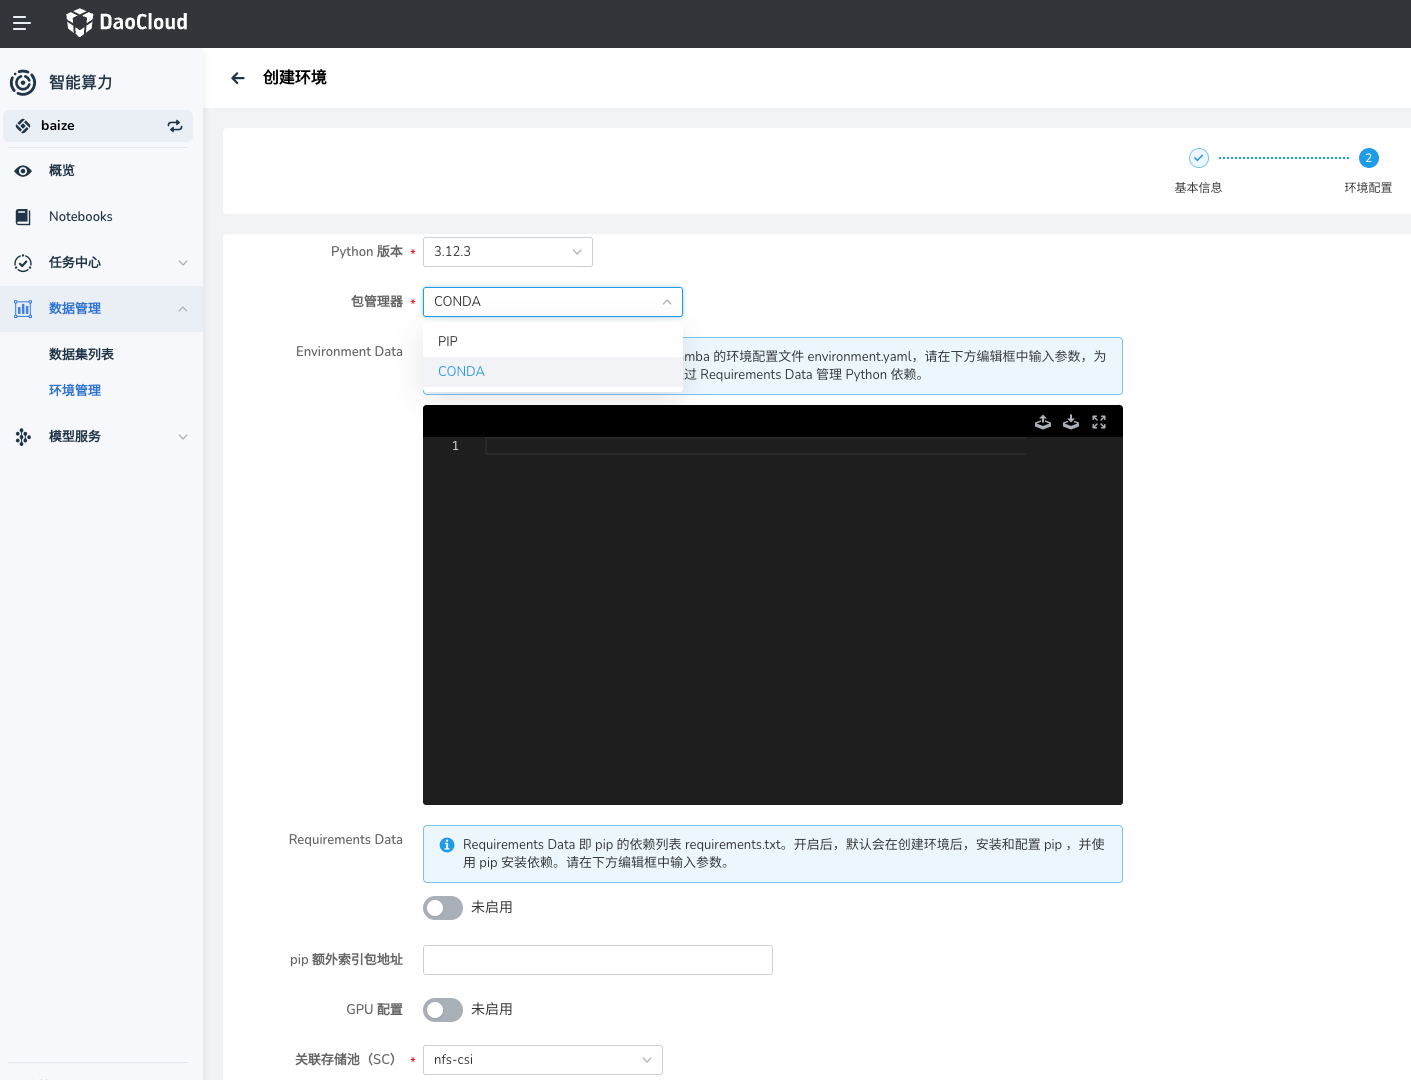 DaoCloud
智能算力
创建环境
baize
概览
2
基本信息
环境配置
Notebooks
Python 版本 *
3.12.3
任务中心
包管理器 *
CONDA
数据管理
PIP
CONDA
Environment Data
的环境配置文件 environment.yaml，请在下方编辑框中输入参数，为
过 Requirements Data 管理 Python 依赖。
数据集列表
环境管理
模型服务
1
Requirements Data
Requirements Data 即 pip 的依赖列表 requirements.txt。开启后，默认会在创建环境后，安装和配置 pip ，并使
用 pip 安装依赖。请在下方编辑框中输入参数。
未启用
pip 额外索引包地址
GPU 配置
未启用
关联存储池（SC） *
nfs-csi